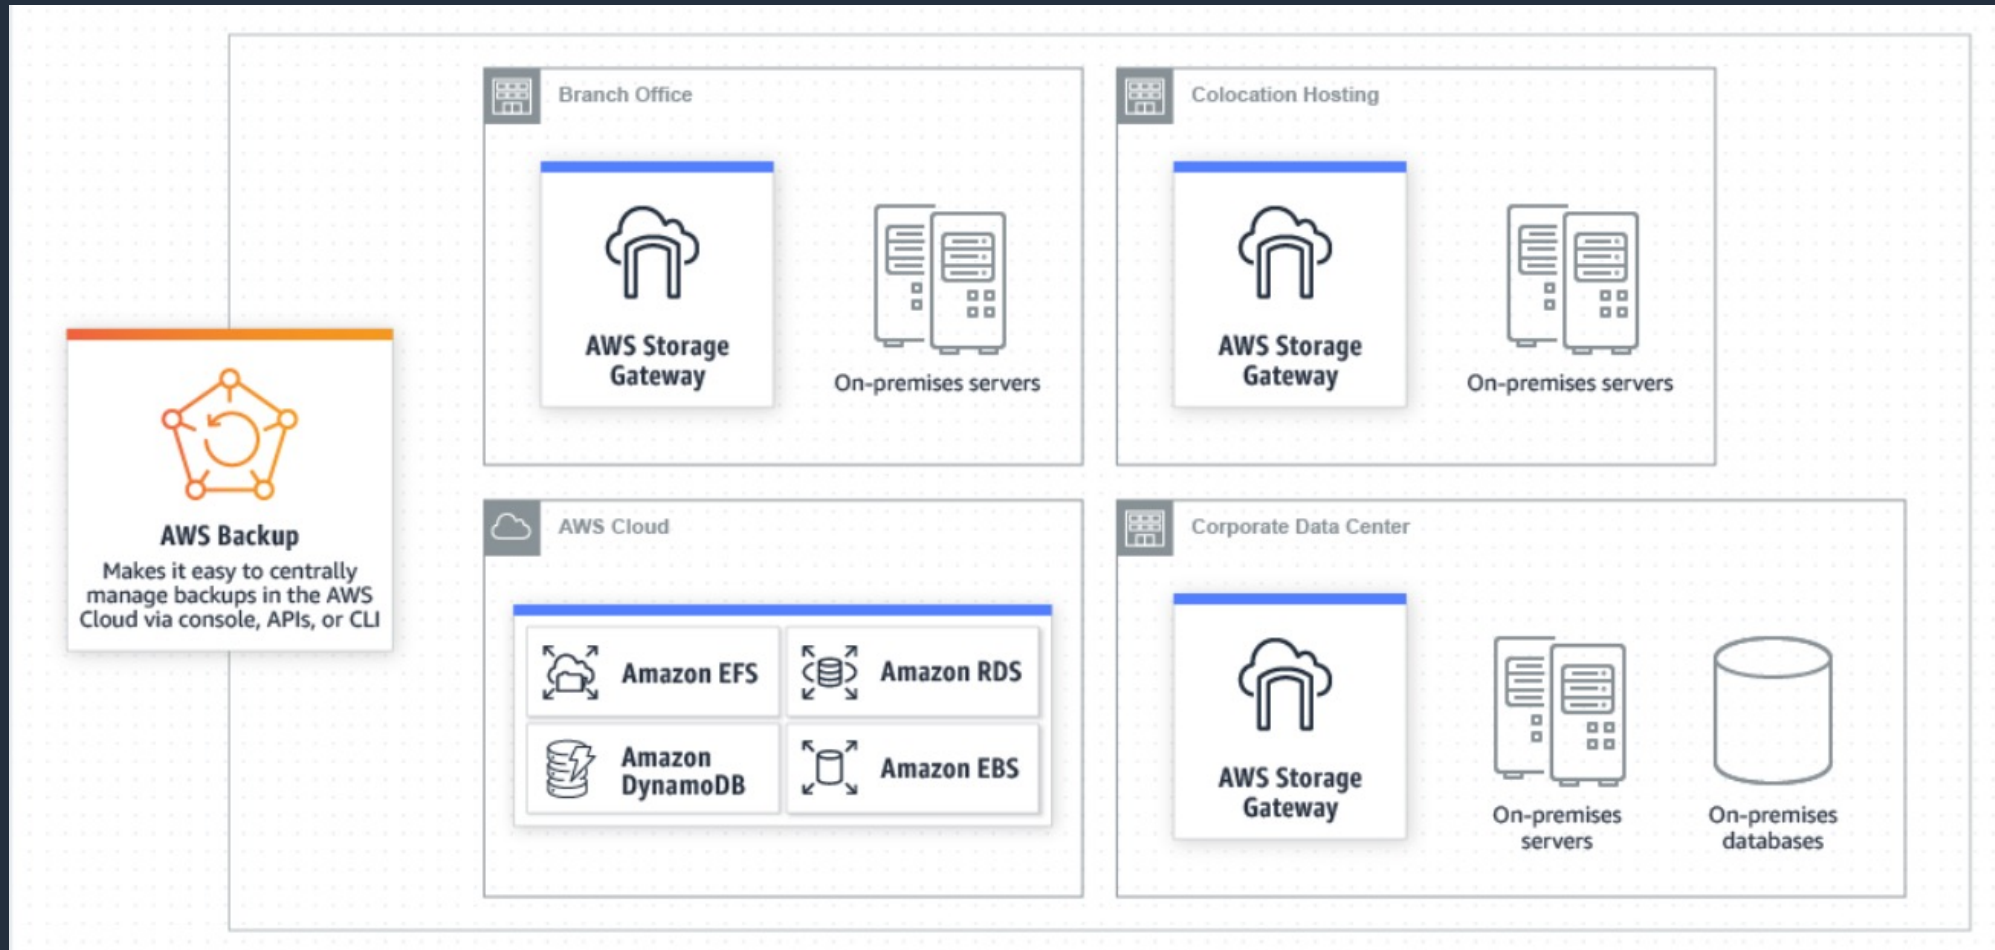 Branch Office
AWS Storage
Gateway
On-premises servers
Colocation Hosting
AWS Storage
Gateway
On-premises servers
AWS Backup
Makes it easy to centrally
manage backups in the AWS
Cloud via console, APIs, or CLI
AWS Cloud
Amazon EFS
Amazon RDS
Amazon
DynamoDB
Amazon EBS
Corporate Data Center
AWS Storage
Gateway
On-premises
servers
On-premises
databases